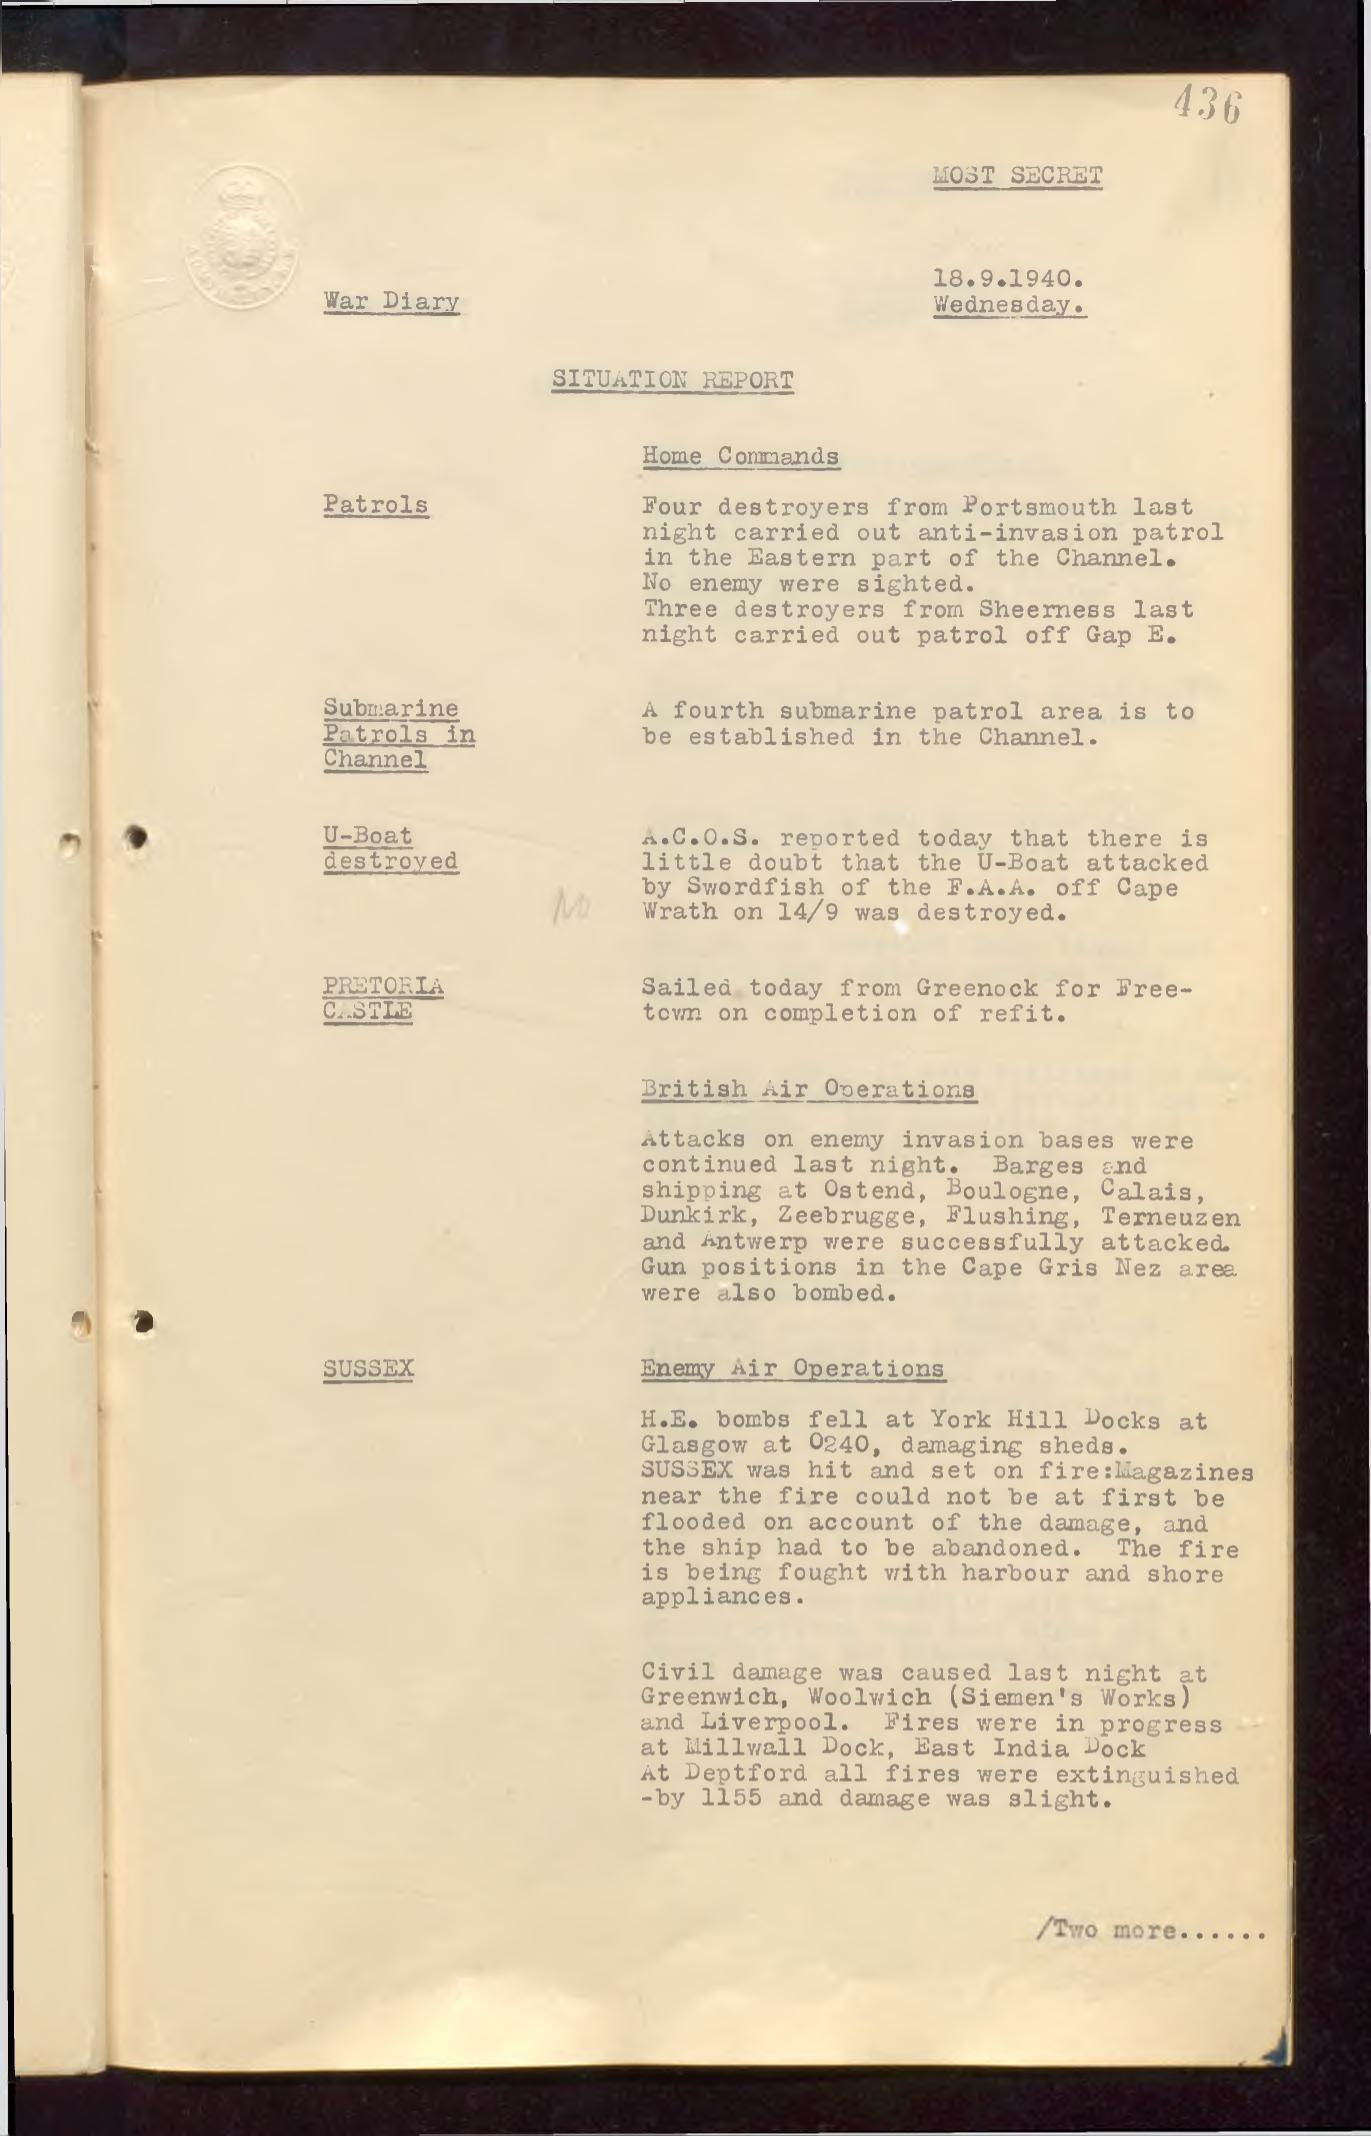 436
MOST SECRET
18.9.1940.
War Diary
Wednesday.
SITUATION REPORT
Home Commands
Patrols
Four destroyers from Portsmouth last
night carried out anti-invasion patrol
in the Eastern part of the Channel.
No enemy were sighted.
Three destroyers from Sheerness last
night carried out patrol off Gap E.
Submarine
Patrols in
Channel
A fourth submarine patrol area is to
be established in the Channel.
U-Boat
destroyed
A.C.O.S. reported today that there is
little doubt that the U-Boat attacked
by Swordfish of the F.A.A. off Cape
Wrath on 14/9 was destroyed.
No
PRETORIA
CASTLE
Sailed today from Greenock for Free-
town on completion of refit.
British Air Operations
Attacks on enemy invasion bases were
continued last night. Barges and
shipping at Ostend, Boulogne, Calais,
Dunkirk, Zeebrugge, Flushing, Terneuzen
and Antwerp were successfully attacked.
Gun positions in the Cape Gris Nez area
were also bombed.
SUSSEX
Enemy Air Operations
H.E. bombs fell at York Hill Docks at
Glasgow at 0240, damaging sheds.
SUSSEX was hit and set on fire:Magazines
near the fire could not be at first be
flooded on account of the damage, and
the ship had to be abandoned. The fire
is being fought with harbour and shore
appliances.
Civil damage was caused last night at
Greenwich, Woolwich (Siemen's Works)
and Liverpool. Fires were in progress
at Millwall Dock, East India Dock
At Deptford all fires were extinguished
-by 1155 and damage was slight.
/Two more......